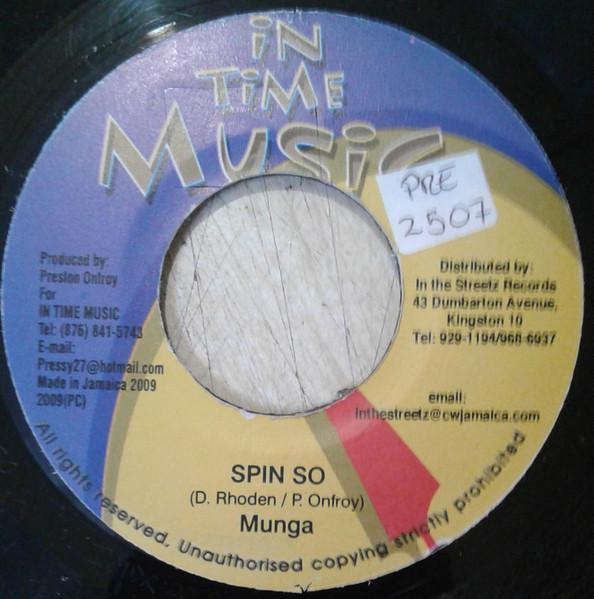 iN
TiME
MUSiC
PRE
2507
Produced by:
Preston Onfroy
For
IN TIME MUSIC
Tel: (876) 841-5743
E-mail:
Pressy27@hotmail.com
Made in Jamaica 2009
2009(PC)
Distributed by:
In the Streetz Records
43 Dumbarton Avenue,
Kingston 10
Tel: 929-1194/968-6937
email:
inthestreetz@cwjamaica.com
SPIN SO
(D. Rhoden / P. Onfroy)
Munga
All rights reserved. Unauthorised copying strictly prohibited